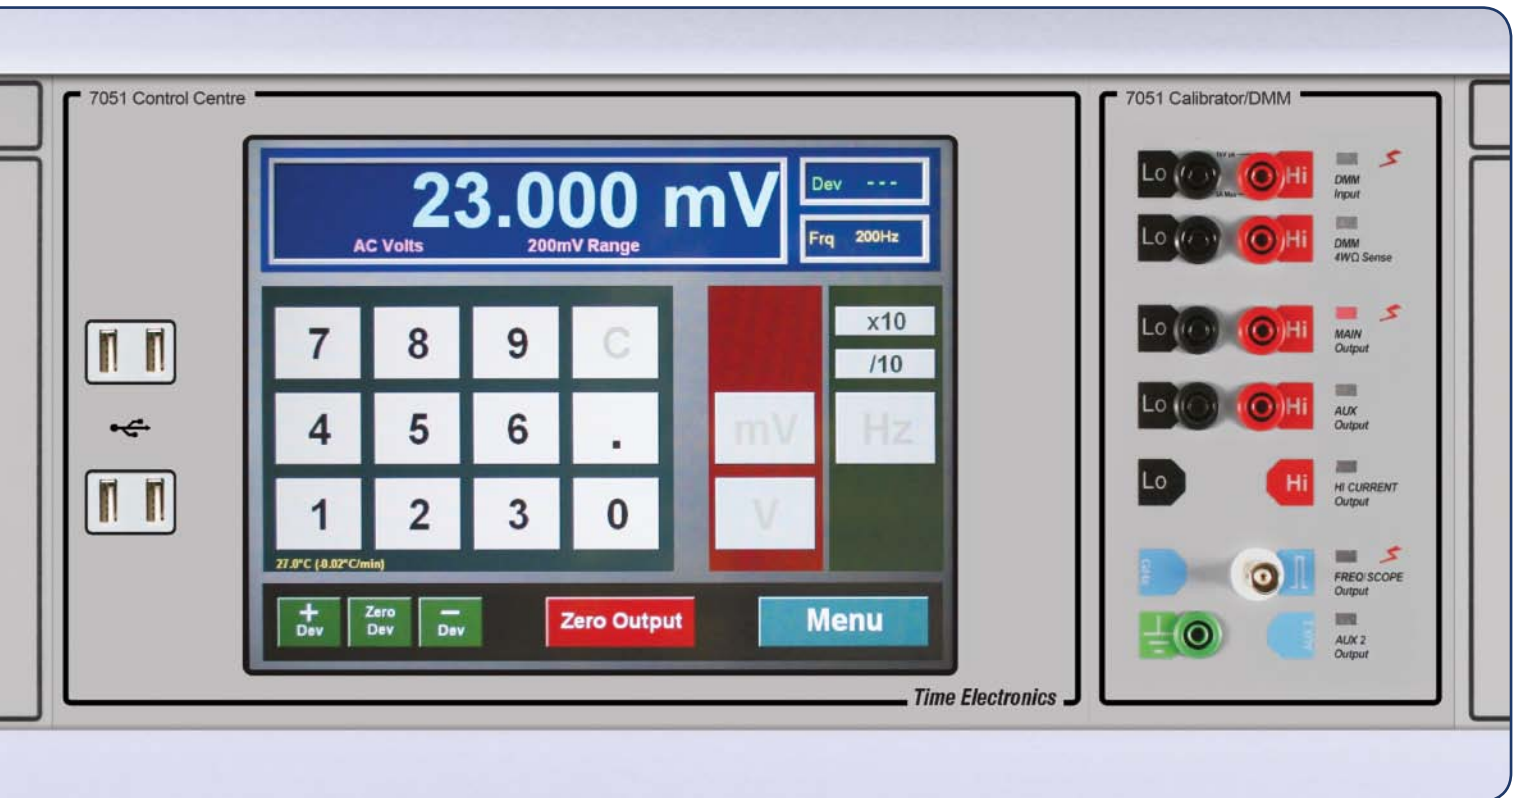 7051 Control Centre
23.000 mV
AC Volts 200mV Range
Dev ---
Frq 200Hz
7 8 9 C
4 5 6 .
1 2 3 0
x10
/10
mV Hz
V
27.0°C (-0.02°C/min)
+
Dev
Zero
Dev
−
Dev
Zero Output
Menu
Time Electronics
7051 Calibrator/DMM
Lo Hi
DMM
Input
Lo Hi
DMM
4WΩ Sense
Lo Hi
MAIN
Output
Lo Hi
AUX
Output
Lo Hi
HI CURRENT
Output
FREQ/SCOPE
Output
AUX 2
AUX 2
Output